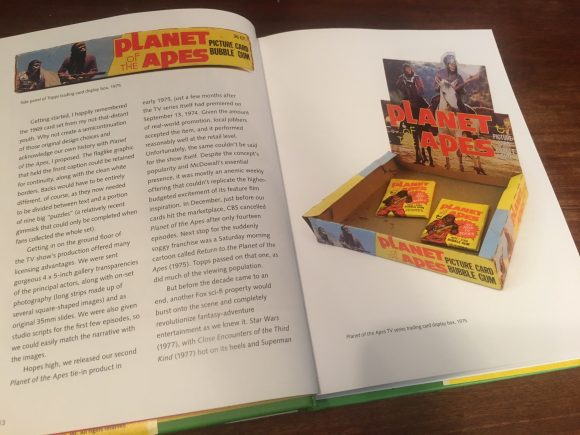 PLANET
OF
THE APES
PICTURE CARD
BUBBLE GUM
Side panel of Topps trading card display box, 1975
Getting started, I happily remembered
the 1969 card art from my not-that-distant
youth. Why not create a semicontinuation
of those original design choices and
acknowledge our own history with Planet
of the Apes, I proposed. The flaglike graphic
that held the front caption could be retained
for continuity, along with the clean white
borders. Backs would have to be entirely
different, of course, as they now needed
to be divided between text and a portion
of nine big "puzzles" (a relatively recent
gimmick that could only be completed when
fans collected the whole set)
Getting in on the ground floor of
the TV show's production offered many
licensing advantages. We were sent
gorgeous 4 x 5-inch gallery transparencies
of the principal actors, along with on-set
photography (long strips made up of
several square-shaped images) and as
original 35mm slides. We were also given
studio scripts for the first few episodes, so
we could easily match the narrative with
the images.
Hopes high, we released our second
Planet of the Apes tie-in product in
early 1975, just a few months after
the TV series itself had premiered on
September 13, 1974. Given the amount
of real-world promotion, local jobbers
accepted the item, and it performed
reasonably well at the retail level.
Unfortunately, the same couldn't be said
for the show itself. Despite the concept's
popularity and McDowall's essential
presence, it was mostly an anemic weekly
offering that couldn't replicate the higher-
budgeted excitement of its feature film
inspiration. In December, just before our
cards hit the marketplace, CBS cancelled
Planet of the Apes after only fourteen
episodes. Next stop for the suddenly
soggy franchise was a Saturday morning
cartoon called Return to the Planet of the
Apes (1975). Topps passed on that one, as
did much of the viewing population.
But before the decade came to an
end, another Fox sci-fi property would
burst onto the scene and completely
revolutionize fantasy-adventure
entertainment as we knew it. Star Wars
(1977), with Close Encounters of the Third
Kind (1977) hot on its heels and Superman
13
PLANET
OF
APES
PICTURE
PLANET
APES
PLANET
APES
PLANET
OF
THE APES
PICTURE CARD
BUBBLE GUM
Planet of the Apes TV series trading card display box, 1975